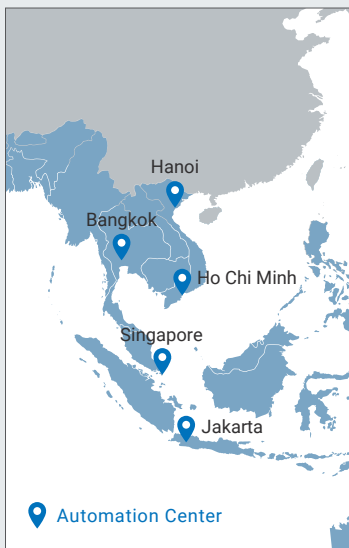 Hanoi
Bangkok
Ho Chi Minh
Singapore
Jakarta
Automation Center